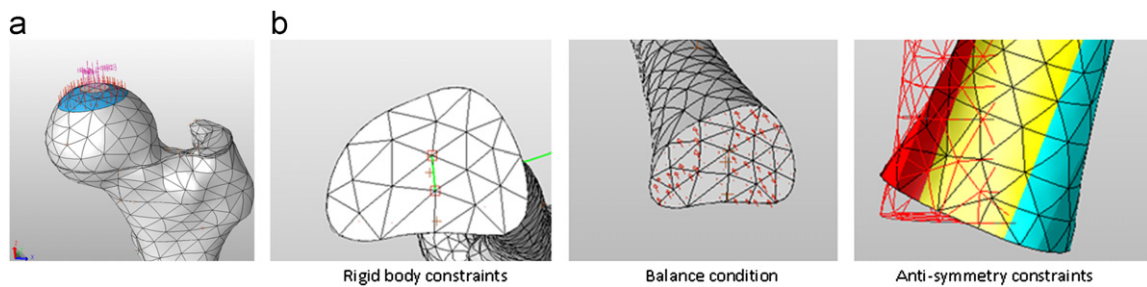 a
b
Rigid body constraints
Balance condition
Anti-symmetry constraints